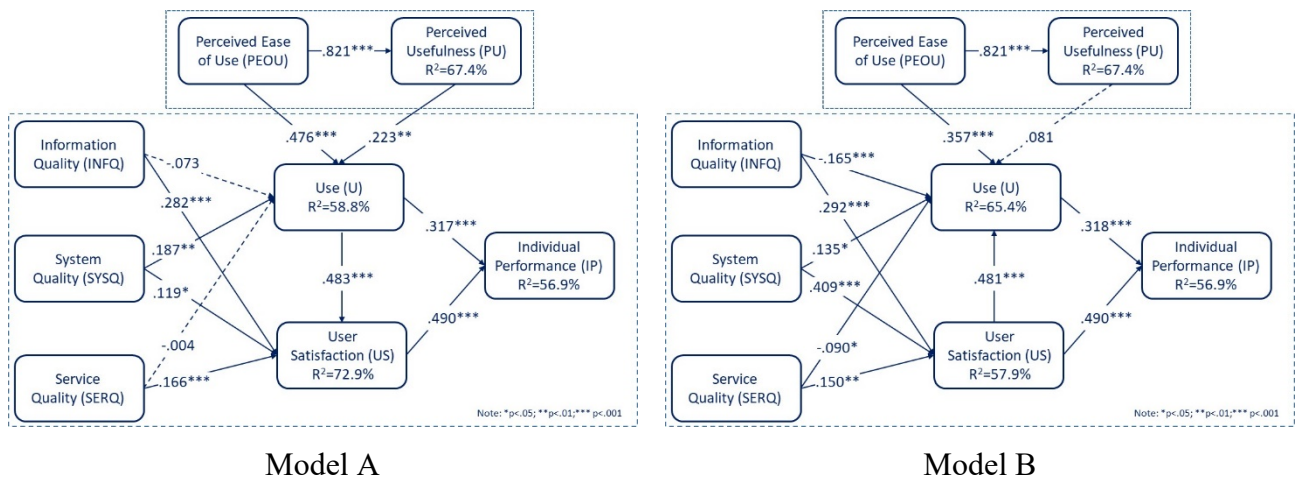 Perceived Ease
of Use (PEOU)
.821***
Perceived
Usefulness (PU)
R²=67.4%
.476***
.223**
Information
Quality (INFQ)
-.073
.282***
Use (U)
R²=58.8%
System
Quality (SYSQ)
.187**
.119*
.317***
.483***
Individual
Performance (IP)
R²=56.9%
.490***
-.004
User
Satisfaction (US)
R²=72.9%
Service
Quality (SERQ)
.166***
Note: *p<.05; **p<.01;*** p<.001
Model A
Perceived Ease
of Use (PEOU)
.821***
Perceived
Usefulness (PU)
R²=67.4%
.357***
.081
Information
Quality (INFQ)
-.165***
.292***
Use (U)
R²=65.4%
System
Quality (SYSQ)
.135*
.409***
.318***
.481***
Individual
Performance (IP)
R²=56.9%
.490***
-.090*
User
Satisfaction (US)
R²=57.9%
Service
Quality (SERQ)
.150**
Note: *p<.05; **p<.01;*** p<.001
Model B